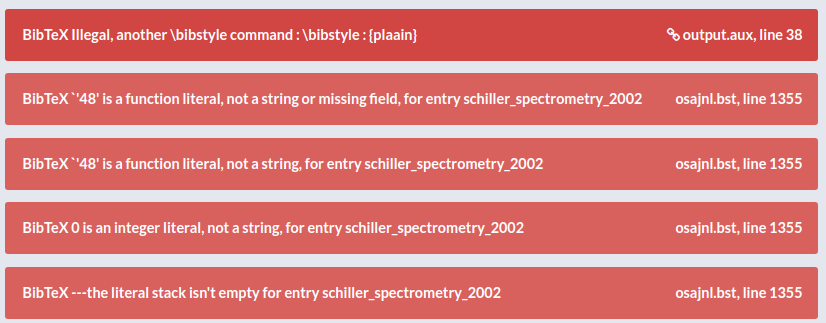 BibTeX Illegal, another \bibstyle command : \bibstyle : {plaain} output.aux, line 38
BibTeX `'48' is a function literal, not a string or missing field, for entry schiller_spectrometry_2002 osajnl.bst, line 1355
BibTeX `'48' is a function literal, not a string, for entry schiller_spectrometry_2002 osajnl.bst, line 1355
BibTeX 0 is an integer literal, not a string, for entry schiller_spectrometry_2002 osajnl.bst, line 1355
BibTeX ---the literal stack isn't empty for entry schiller_spectrometry_2002 osajnl.bst, line 1355